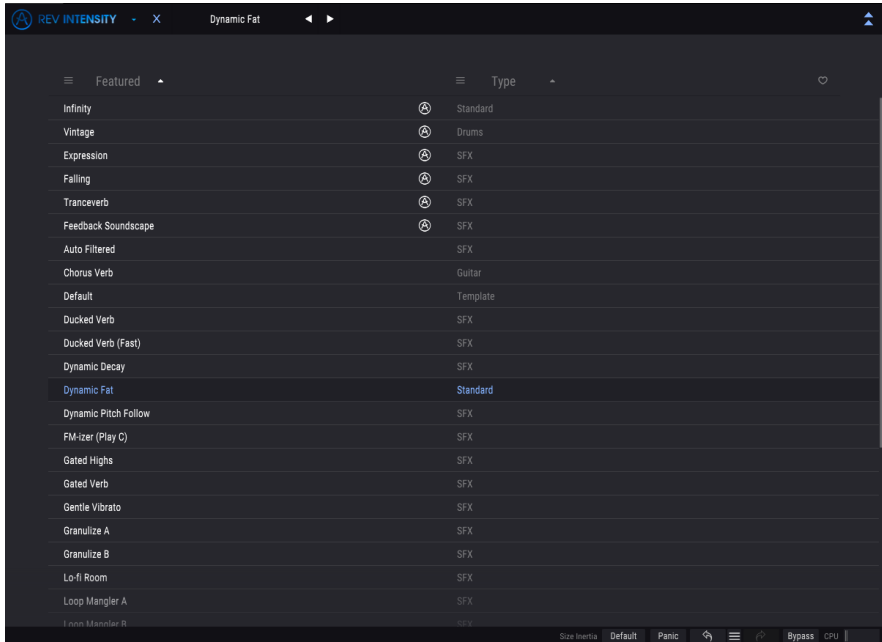 REV INTENSITY X Dynamic Fat
Featured Type
Infinity Standard
Vintage Drums
Expression SFX
Falling SFX
Tranceverb SFX
Feedback Soundscape SFX
Auto Filtered SFX
Chorus Verb Guitar
Default Template
Ducked Verb SFX
Ducked Verb (Fast) SFX
Dynamic Decay SFX
Dynamic Fat Standard
Dynamic Pitch Follow SFX
FM-izer (Play C) SFX
Gated Highs SFX
Gated Verb SFX
Gentle Vibrato SFX
Granulize A SFX
Granulize B SFX
Lo-fi Room SFX
Loop Mangler A SFX
Loop Mangler B SFX
Size Inertia Default Panic Bypass CPU